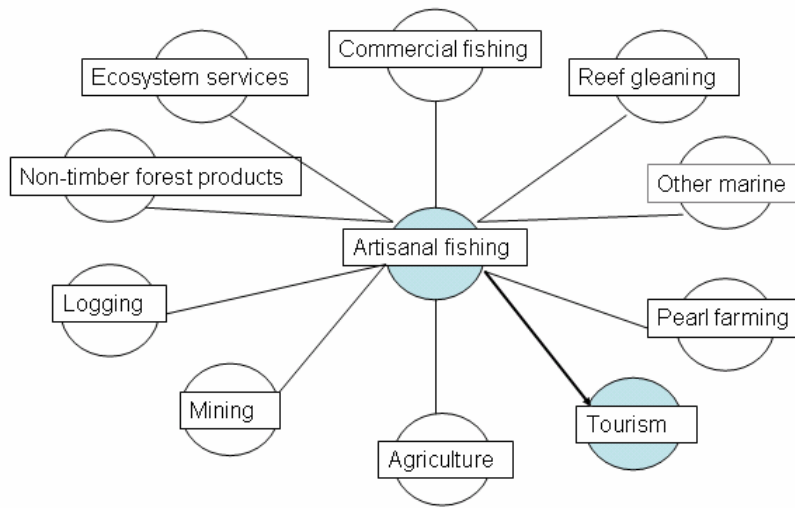 Commercial fishing
Ecosystem services
Reef gleaning
Non-timber forest products
Other marine
Artisanal fishing
Logging
Pearl farming
Mining
Tourism
Agriculture